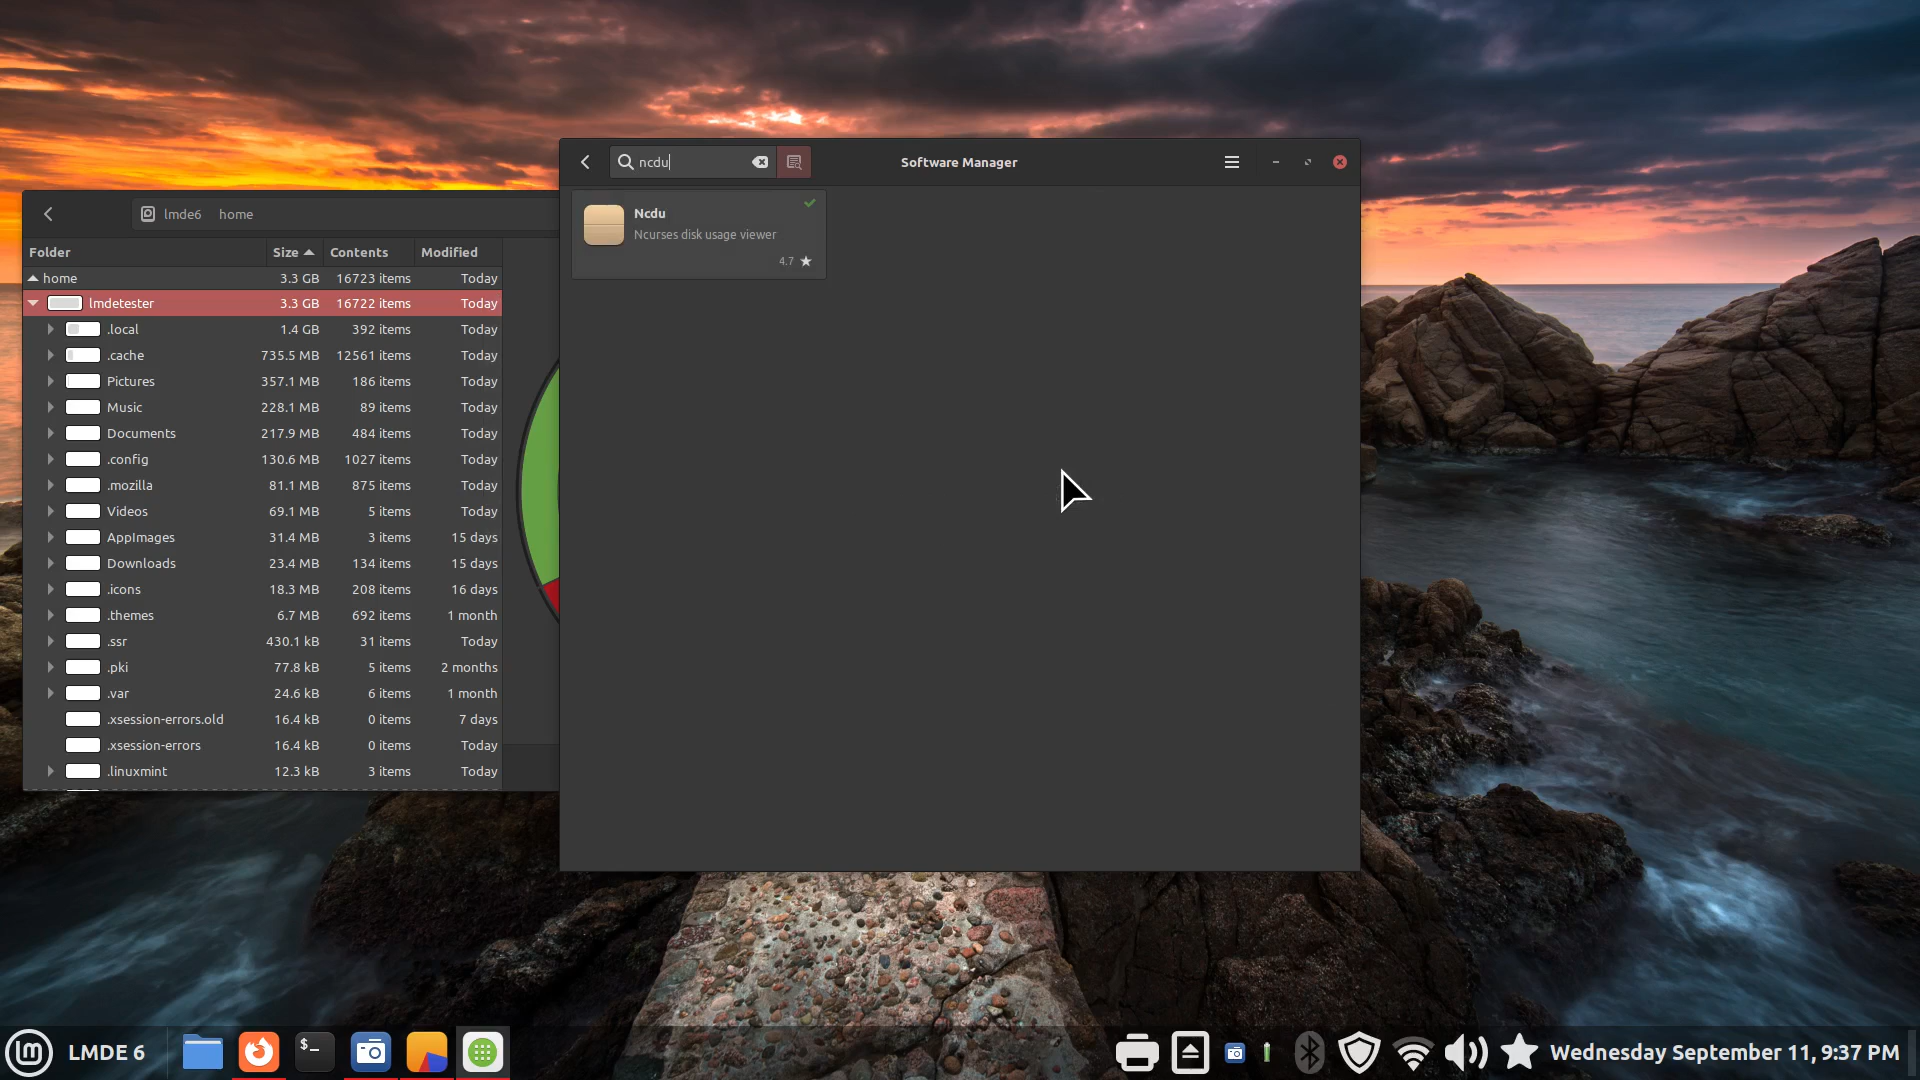 ncdu
Software Manager
Ncdu
Ncurses disk usage viewer
4.7
lmde6 home
Folder Size Contents Modified
home 3.3 GB 16723 items Today
lmdetester 3.3 GB 16722 items Today
.local 1.4 GB 392 items Today
.cache 735.5 MB 12561 items Today
Pictures 357.1 MB 186 items Today
Music 228.1 MB 89 items Today
Documents 217.9 MB 484 items Today
.config 130.6 MB 1027 items Today
.mozilla 81.1 MB 875 items Today
Videos 69.1 MB 5 items Today
AppImages 31.4 MB 3 items 15 days
Downloads 23.4 MB 134 items 15 days
.icons 18.3 MB 208 items 16 days
.themes 6.7 MB 692 items 1 month
.ssr 430.1 kB 31 items Today
.pki 77.8 kB 5 items 2 months
.var 24.6 kB 6 items 1 month
.xsession-errors.old 16.4 kB 0 items 7 days
.xsession-errors 16.4 kB 0 items Today
.linuxmint 12.3 kB 3 items Today
LMDE 6 $_ Wednesday September 11, 9:37 PM